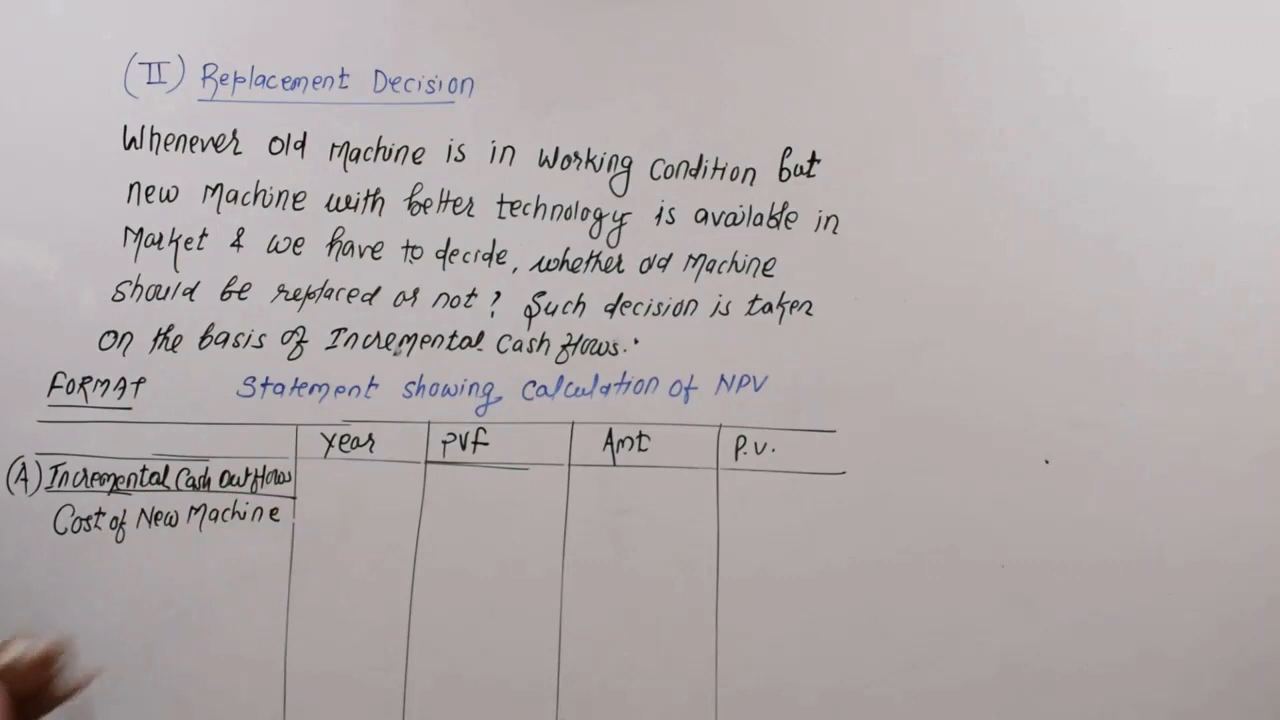 (II) Replacement Decision
Whenever old Machine is in Working Condition but
new Machine with better technology is available in
Market & we have to decide, whether old Machine
should be replaced or not? Such decision is taken
on the basis of Incremental Cash flows.
FORMAT Statement showing calculation of NPV
Year PVF Amt P.V.
(A) Incremental Cash Outflows
Cost of New Machine